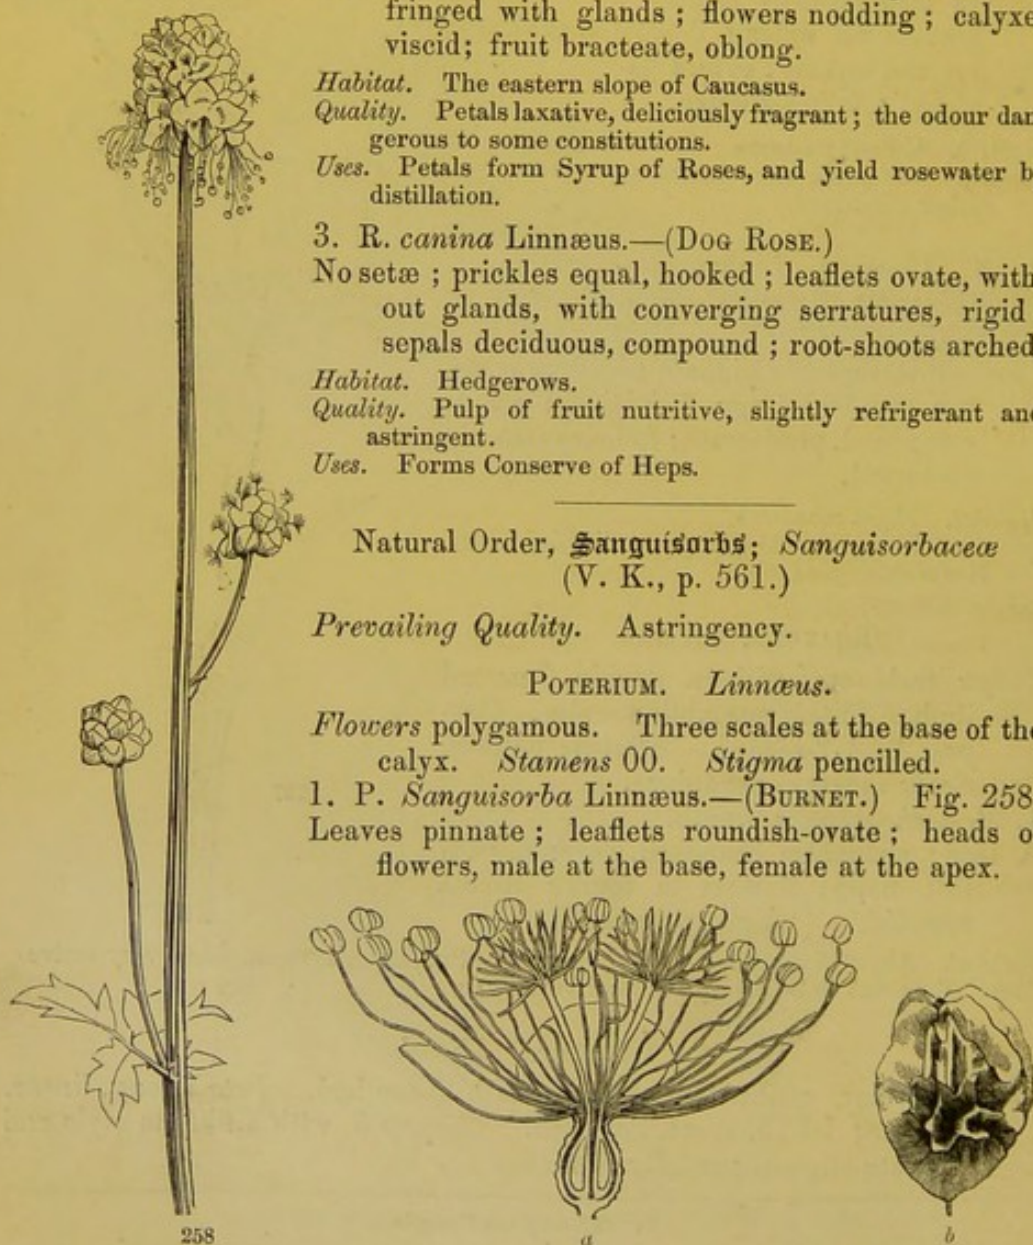 fringed with glands ; flowers nodding ; calyxe
viscid; fruit bracteate, oblong.
Habitat. The eastern slope of Caucasus.
Quality. Petals laxative, deliciously fragrant ; the odour dan
gerous to some constitutions.
Uses. Petals form Syrup of Roses, and yield rosewater b
distillation.
3. R. canina Linnæus.—(DOG ROSE.)
No setæ ; prickles equal, hooked ; leaflets ovate, with
out glands, with converging serratures, rigid
sepals deciduous, compound ; root-shoots arched
Habitat. Hedgerows.
Quality. Pulp of fruit nutritive, slightly refrigerant and
astringent.
Uses. Forms Conserve of Heps.
Natural Order, Sanguisorbs; Sanguisorbaceæ
(V. K., p. 561.)
Prevailing Quality. Astringency.
POTERIUM. Linnæus.
Flowers polygamous. Three scales at the base of the
calyx. Stamens 00. Stigma pencilled.
1. P. Sanguisorba Linnæus.—(BURNET.) Fig. 258
Leaves pinnate ; leaflets roundish-ovate ; heads o
flowers, male at the base, female at the apex.
258
a
b